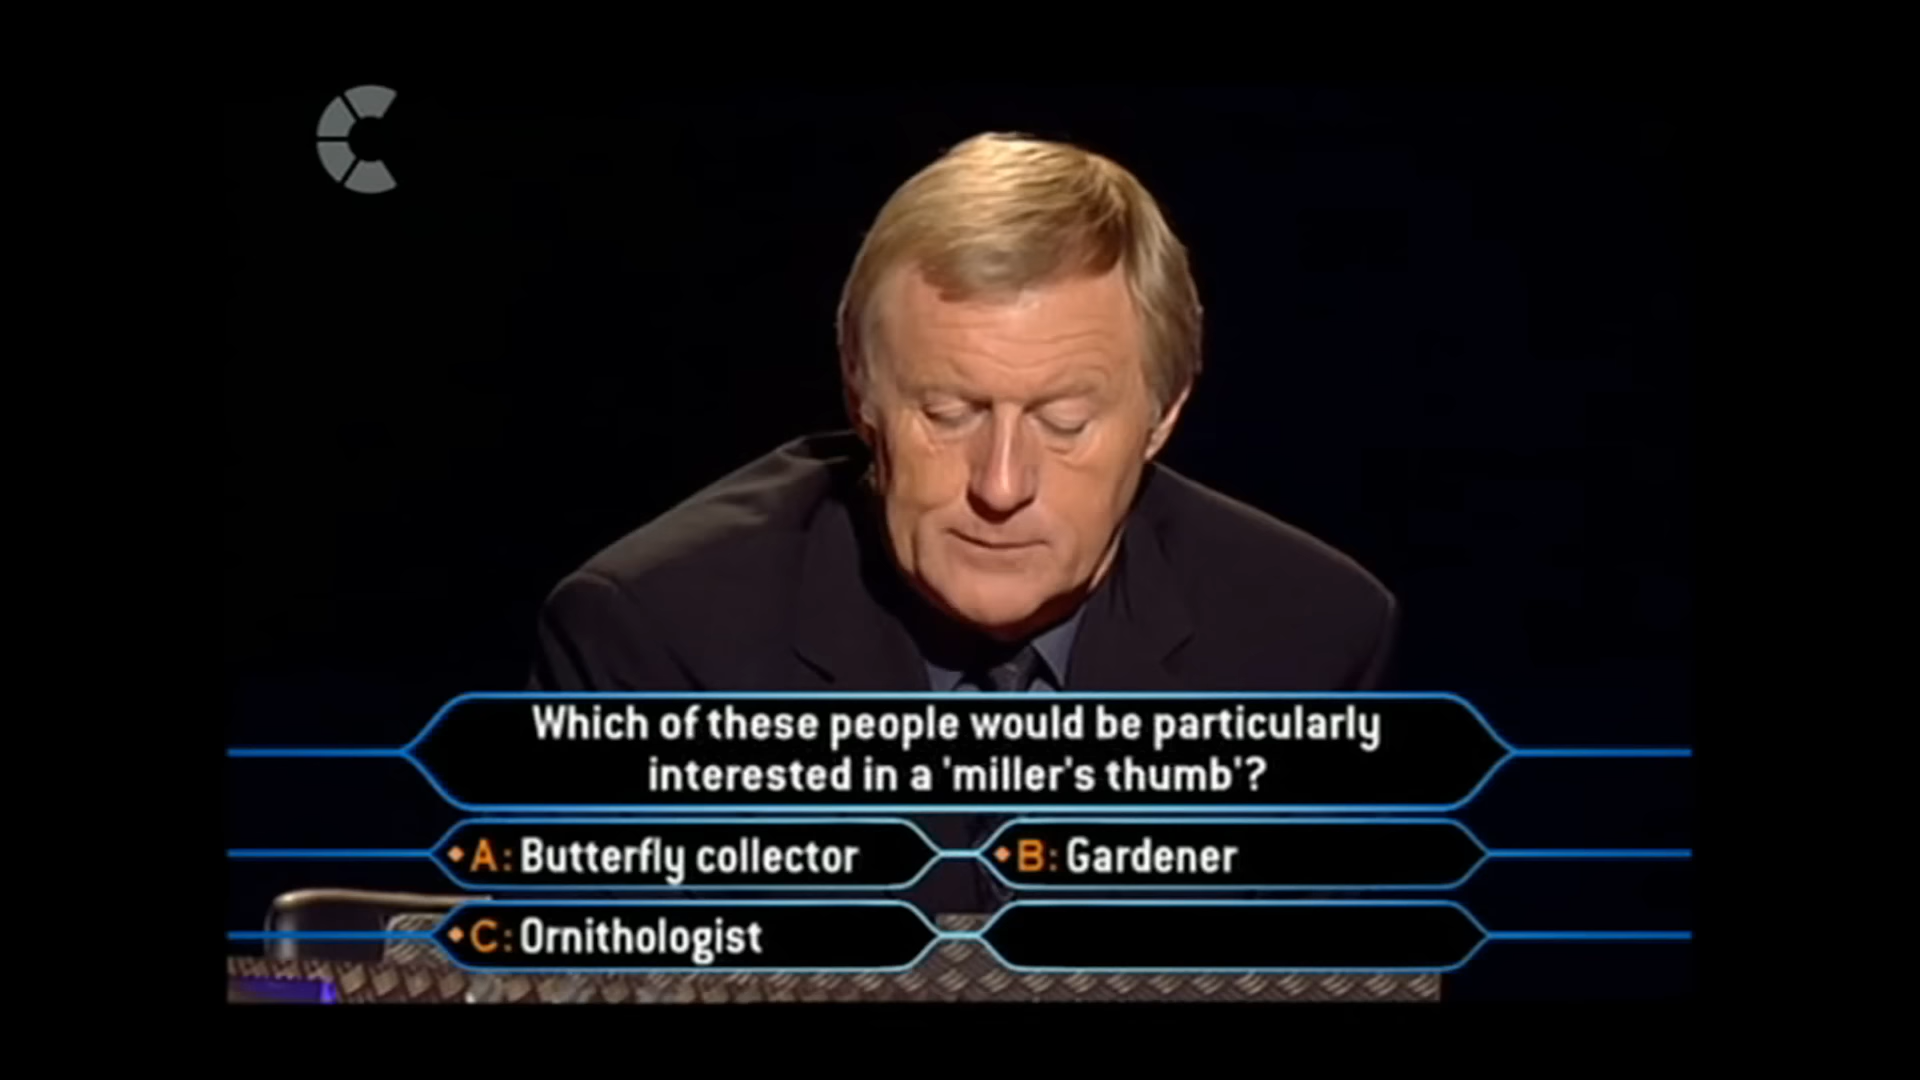 Which of these people would be particularly
interested in a 'miller's thumb'?
A: Butterfly collector
B: Gardener
C: Ornithologist